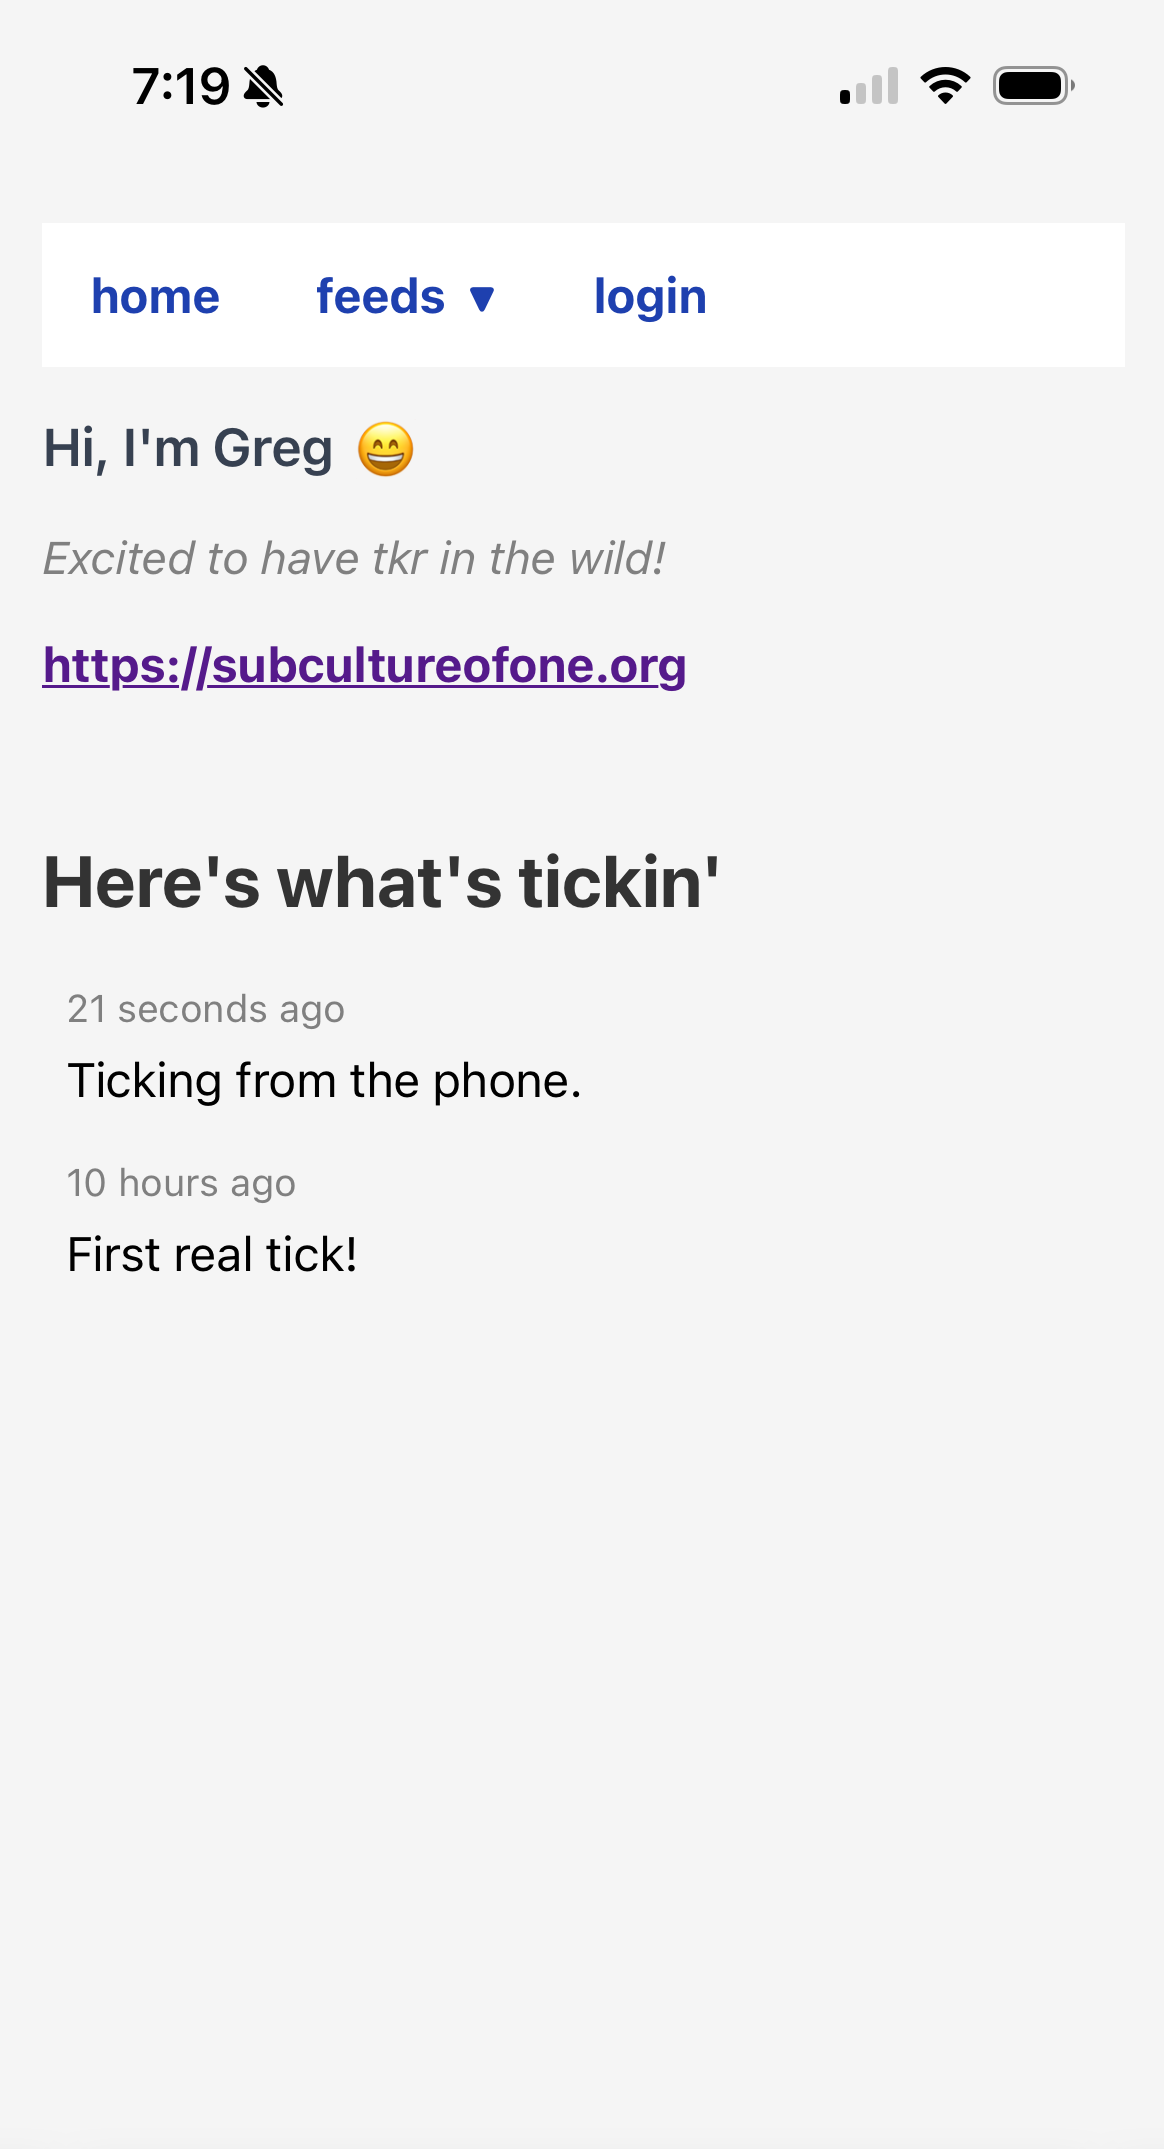 7:19
home feeds ▼ login
Hi, I'm Greg 😄
Excited to have tkr in the wild!
https://subcultureofone.org
Here's what's tickin'
21 seconds ago
Ticking from the phone.
10 hours ago
First real tick!